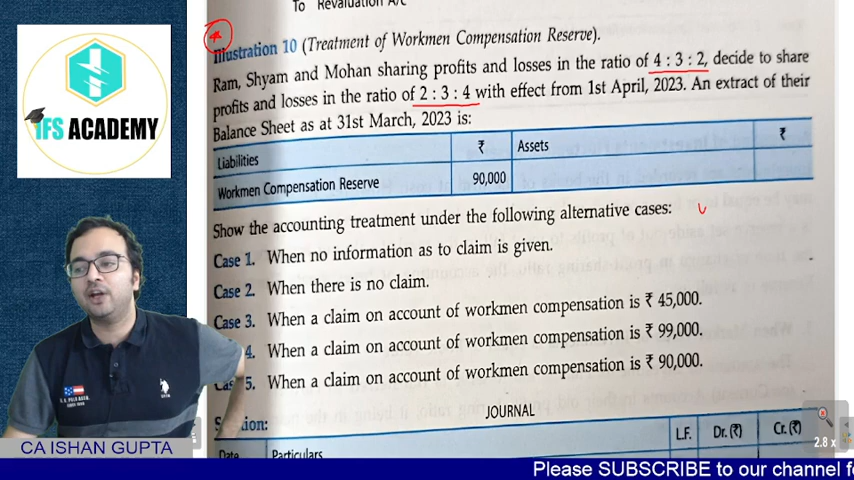 To Revaluation A/c
Illustration 10 (Treatment of Workmen Compensation Reserve).
Ram, Shyam and Mohan sharing profits and losses in the ratio of 4 : 3 : 2, decide to share
profits and losses in the ratio of 2 : 3 : 4 with effect from 1st April, 2023. An extract of their
Balance Sheet as at 31st March, 2023 is:
Liabilities ₹ Assets ₹
Workmen Compensation Reserve 90,000
Show the accounting treatment under the following alternative cases:
Case 1. When no information as to claim is given.
Case 2. When there is no claim.
Case 3. When a claim on account of workmen compensation is ₹ 45,000.
4. When a claim on account of workmen compensation is ₹ 99,000.
Cas 5. When a claim on account of workmen compensation is ₹ 90,000.
S tion:
JOURNAL
Date Particulars L.F. Dr. (₹) Cr. (₹)
IFS ACADEMY
CA ISHAN GUPTA
2.8 x
Please SUBSCRIBE to our channel fo